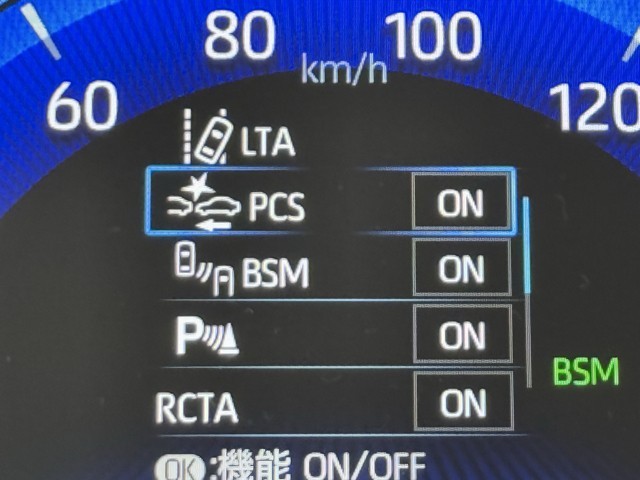 80 100
km/h
60 120
LTA
PCS ON
BSM ON
P ON
BSM
RCTA ON
OK:機能 ON/OFF